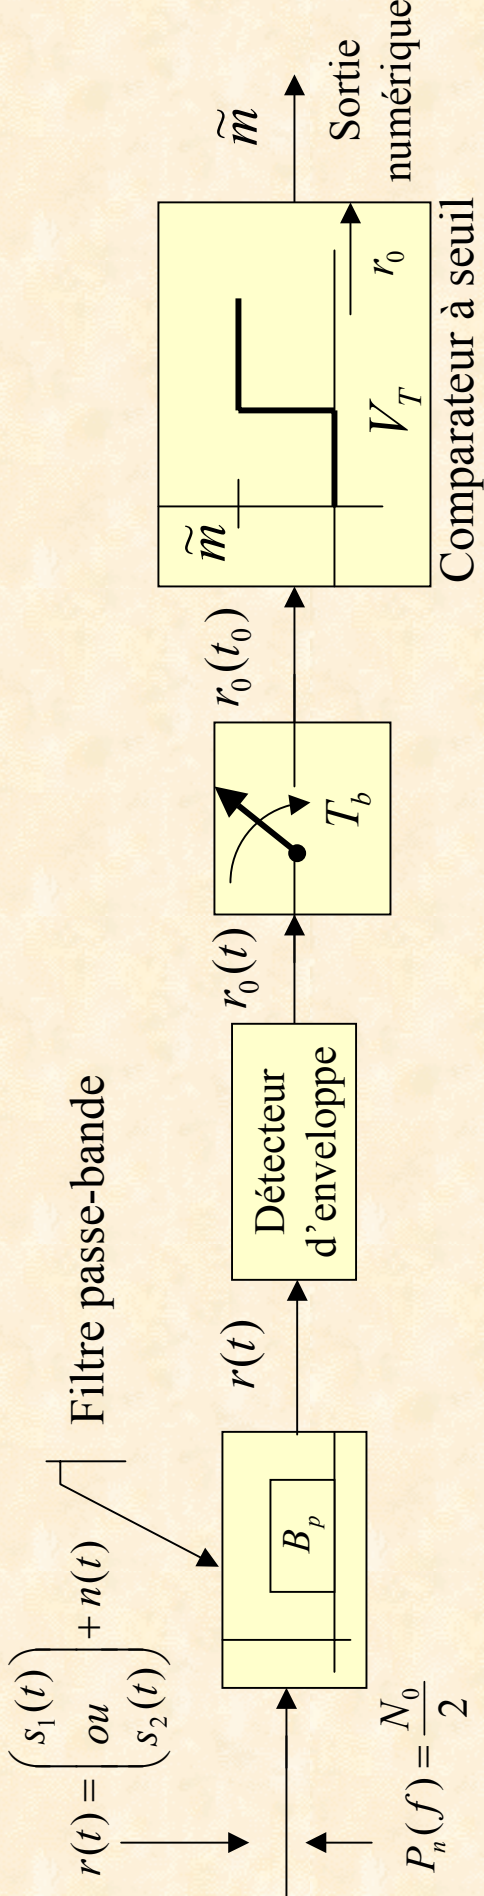 r(t) = ( s₁(t) ou s₂(t) ) + n(t)
P_n(f) = N₀/2
Filtre passe-bande
B_p
r(t)
Détecteur
d'enveloppe
r₀(t)
T_b
r₀(t₀)
m̃
V_T
r₀
Comparateur à seuil
m̃
Sortie
numérique